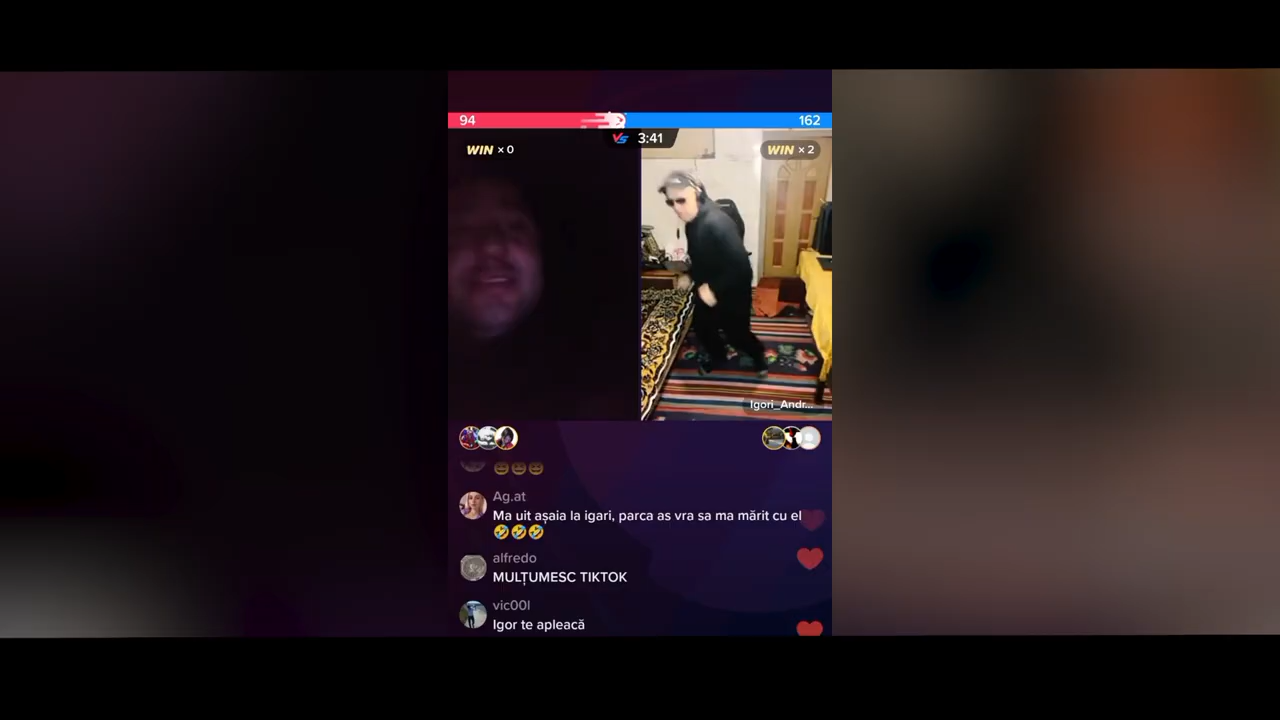 94
162
VS 3:41
WIN × 0
WIN × 2
Igori_Andr...
Ag.at
Ma uit așaia la igari, parca as vra sa ma mărit cu el
🤣🤣🤣
alfredo
MULȚUMESC TIKTOK
vic00l
Igor te apleacă